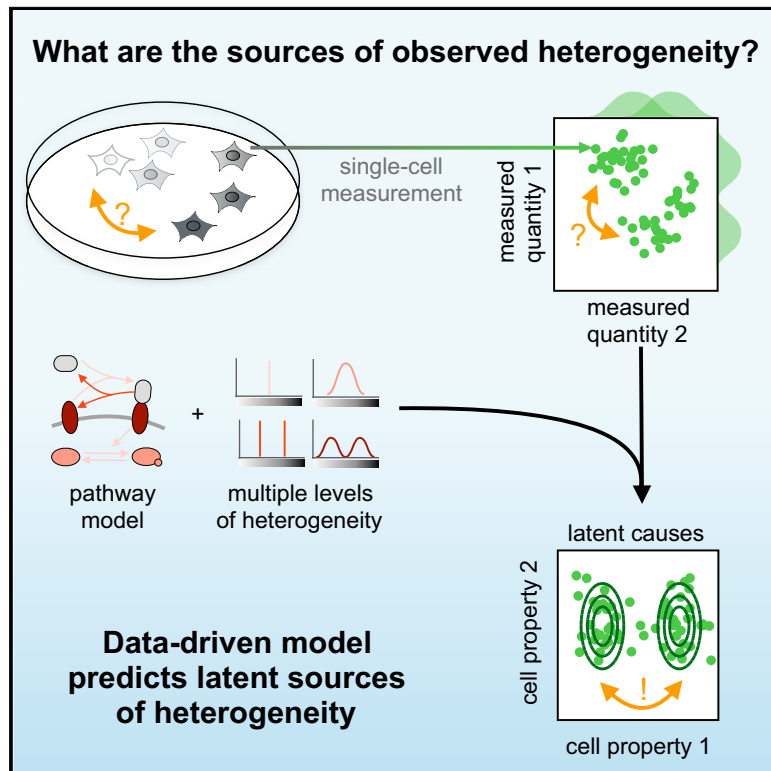 What are the sources of observed heterogeneity?
?
single-cell
measurement
measured
quantity 1
?
measured
quantity 2
+
pathway
model
multiple levels
of heterogeneity
latent causes
cell property 2
!
cell property 1
Data-driven model
predicts latent sources
of heterogeneity